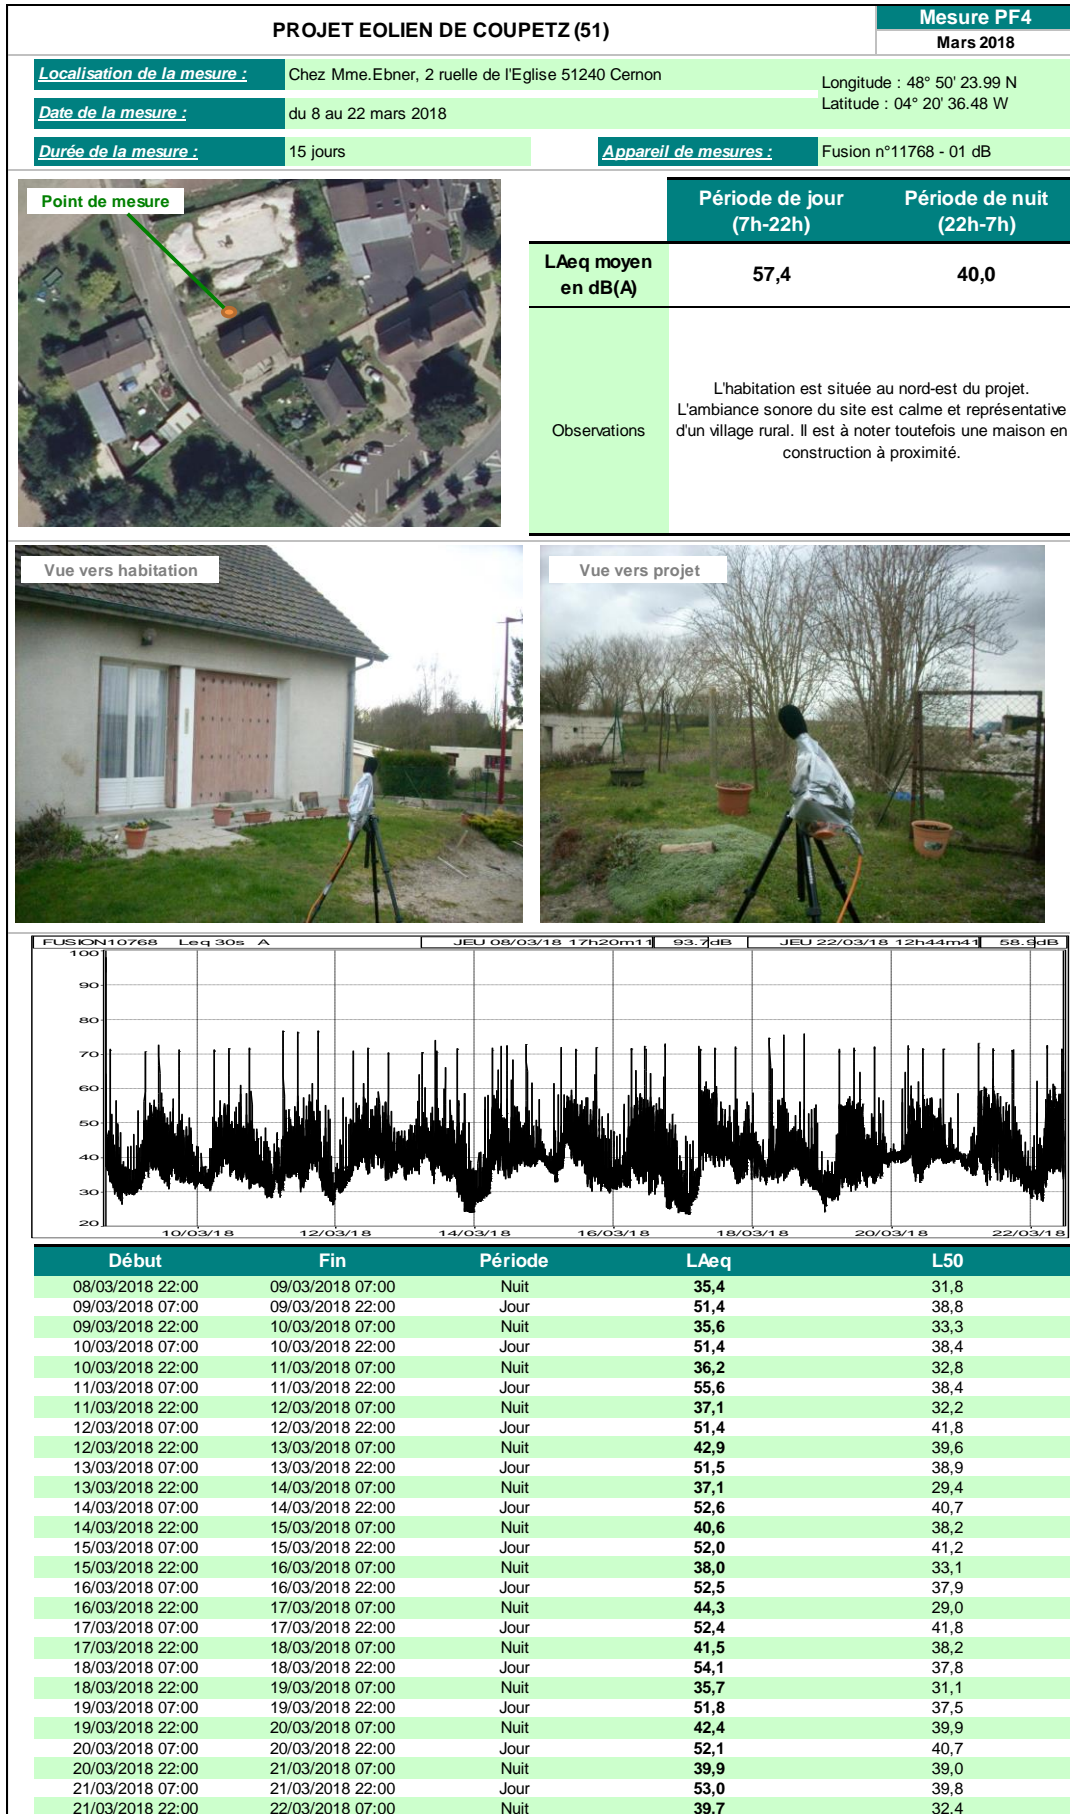 PROJET EOLIEN DE COUPETZ (51)
Mesure PF4
Mars 2018
Localisation de la mesure :
Chez Mme.Ebner, 2 ruelle de l'Eglise 51240 Cernon
Longitude : 48° 50' 23.99 N
Latitude : 04° 20' 36.48 W
Date de la mesure :
du 8 au 22 mars 2018
Durée de la mesure :
15 jours
Appareil de mesures :
Fusion n°11768 - 01 dB
Point de mesure
Période de jour
(7h-22h)
Période de nuit
(22h-7h)
LAeq moyen
en dB(A)
57,4
40,0
Observations
L'habitation est située au nord-est du projet.
L'ambiance sonore du site est calme et représentative
d'un village rural. Il est à noter toutefois une maison en
construction à proximité.
Vue vers habitation
Vue vers projet
FUSION10768 Leq 30s A JEU 08/03/18 17h20m11 93.7dB JEU 22/03/18 12h44m41 58.9dB
100
90
80
70
60
50
40
30
20
10/03/18 12/03/18 14/03/18 16/03/18 18/03/18 20/03/18 22/03/18
Début Fin Période LAeq L50
08/03/2018 22:00 09/03/2018 07:00 Nuit 35,4 31,8
09/03/2018 07:00 09/03/2018 22:00 Jour 51,4 38,8
09/03/2018 22:00 10/03/2018 07:00 Nuit 35,6 33,3
10/03/2018 07:00 10/03/2018 22:00 Jour 51,4 38,4
10/03/2018 22:00 11/03/2018 07:00 Nuit 36,2 32,8
11/03/2018 07:00 11/03/2018 22:00 Jour 55,6 38,4
11/03/2018 22:00 12/03/2018 07:00 Nuit 37,1 32,2
12/03/2018 07:00 12/03/2018 22:00 Jour 51,4 41,8
12/03/2018 22:00 13/03/2018 07:00 Nuit 42,9 39,6
13/03/2018 07:00 13/03/2018 22:00 Jour 51,5 38,9
13/03/2018 22:00 14/03/2018 07:00 Nuit 37,1 29,4
14/03/2018 07:00 14/03/2018 22:00 Jour 52,6 40,7
14/03/2018 22:00 15/03/2018 07:00 Nuit 40,6 38,2
15/03/2018 07:00 15/03/2018 22:00 Jour 52,0 41,2
15/03/2018 22:00 16/03/2018 07:00 Nuit 38,0 33,1
16/03/2018 07:00 16/03/2018 22:00 Jour 52,5 37,9
16/03/2018 22:00 17/03/2018 07:00 Nuit 44,3 29,0
17/03/2018 07:00 17/03/2018 22:00 Jour 52,4 41,8
17/03/2018 22:00 18/03/2018 07:00 Nuit 41,5 38,2
18/03/2018 07:00 18/03/2018 22:00 Jour 54,1 37,8
18/03/2018 22:00 19/03/2018 07:00 Nuit 35,7 31,1
19/03/2018 07:00 19/03/2018 22:00 Jour 51,8 37,5
19/03/2018 22:00 20/03/2018 07:00 Nuit 42,4 39,9
20/03/2018 07:00 20/03/2018 22:00 Jour 52,1 40,7
20/03/2018 22:00 21/03/2018 07:00 Nuit 39,9 39,0
21/03/2018 07:00 21/03/2018 22:00 Jour 53,0 39,8
21/03/2018 22:00 22/03/2018 07:00 Nuit 39,7 32,4